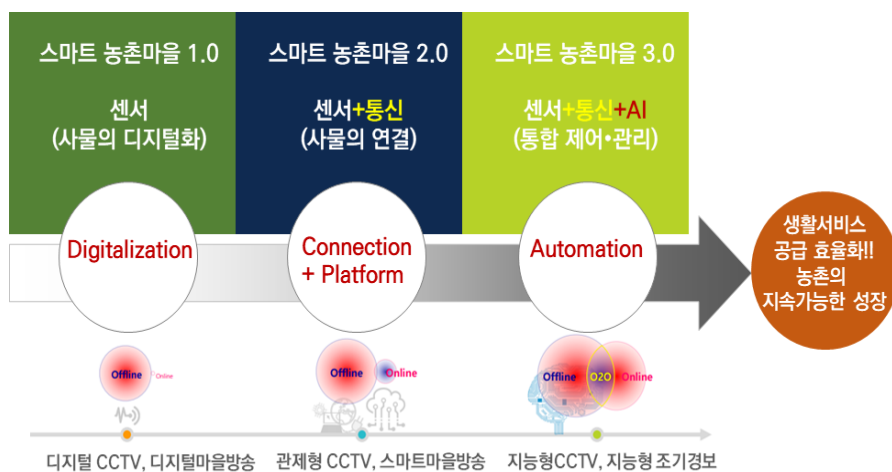 스마트 농촌마을 1.0
센서
(사물의 디지털화)
스마트 농촌마을 2.0
센서+통신
(사물의 연결)
스마트 농촌마을 3.0
센서+통신+AI
(통합 제어•관리)
Digitalization
Connection
+ Platform
Automation
생활서비스
공급 효율화!!
농촌의
지속가능한 성장
Offline
Online
Offline
Online
Offline
O2O
Online
디지털 CCTV, 디지털마을방송
관제형 CCTV, 스마트마을방송
지능형CCTV, 지능형 조기경보